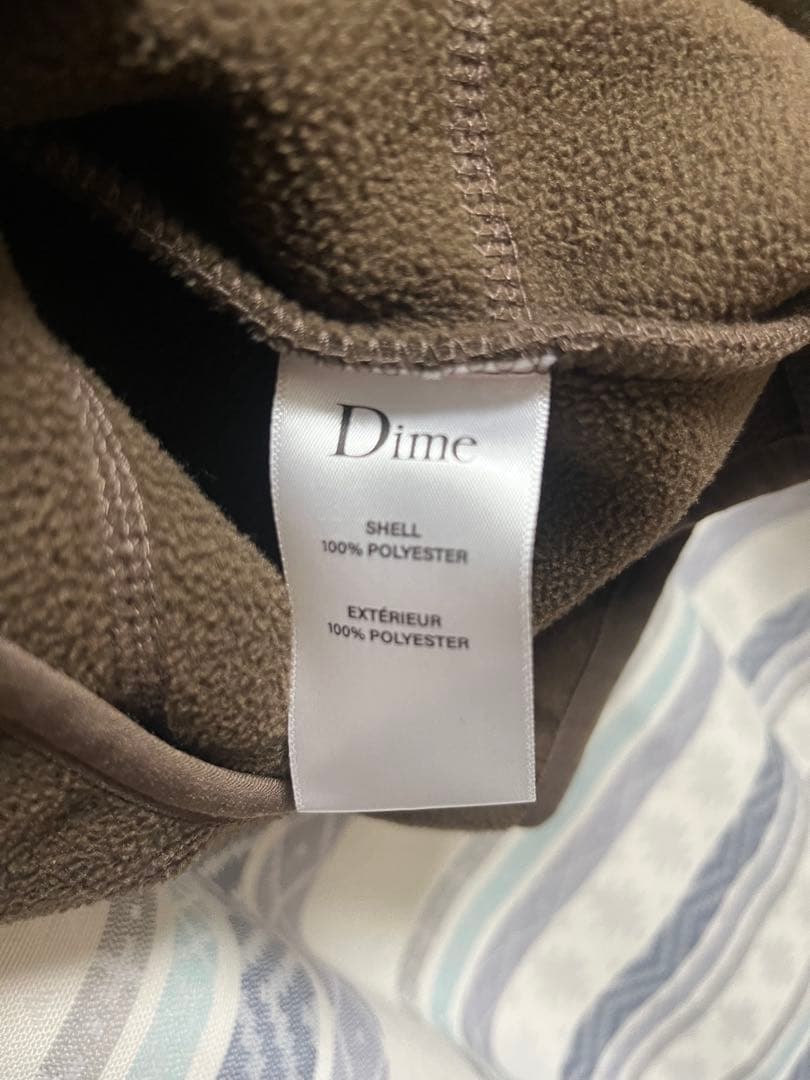 Dime
SHELL
100% POLYESTER
EXTÉRIEUR
100% POLYESTER